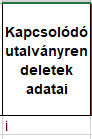 Kapcsolódó
utalványren
deletek
adatai
i